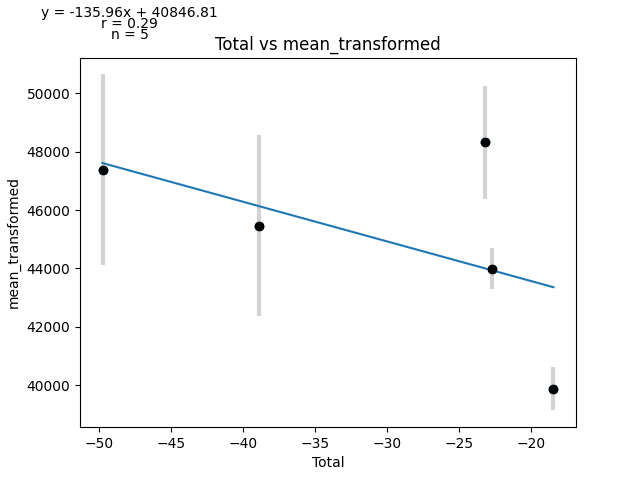 y = -135.96x + 40846.81
r = 0.29
n = 5
Total vs mean_transformed
50000
48000
46000
44000
42000
40000
mean_transformed
−50
−45
−40
−35
−30
−25
−20
Total